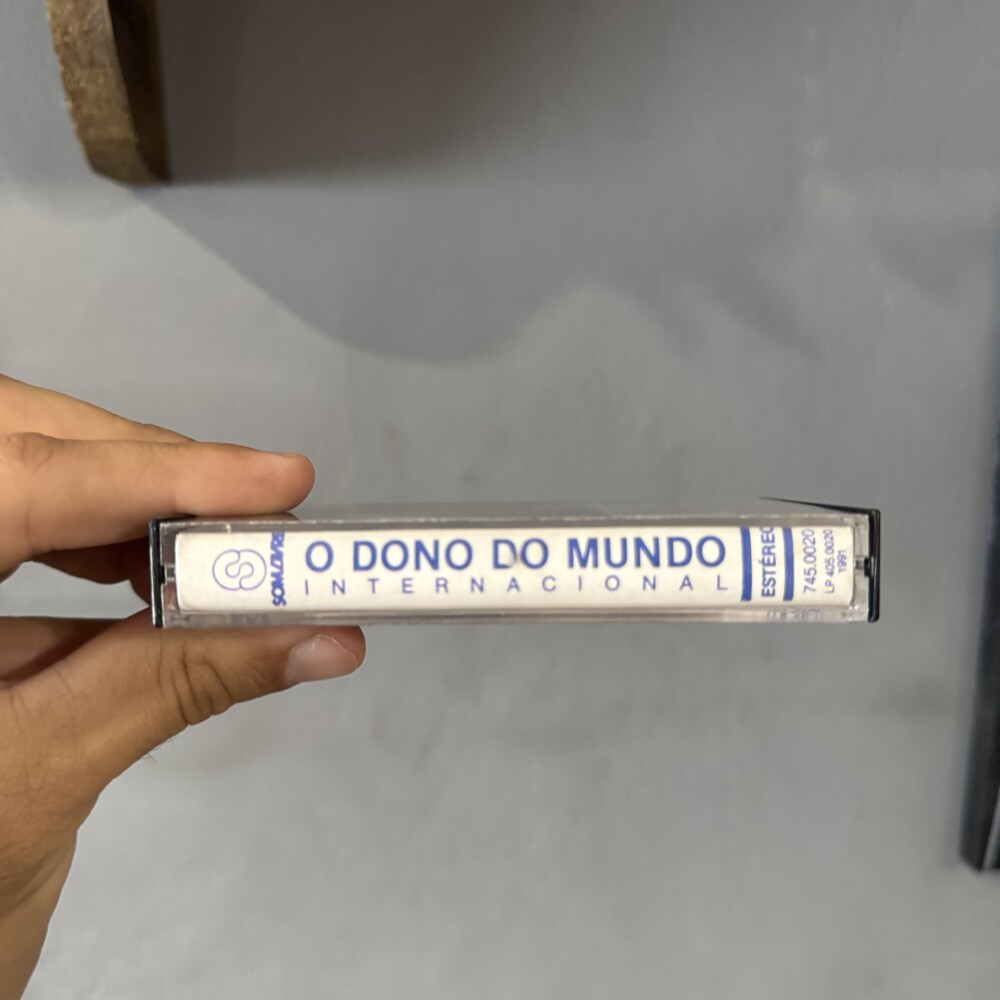 SOM LIVRE
O DONO DO MUNDO
INTERNACIONAL
ESTÉREO
745.0020
LP 405.0020
1991